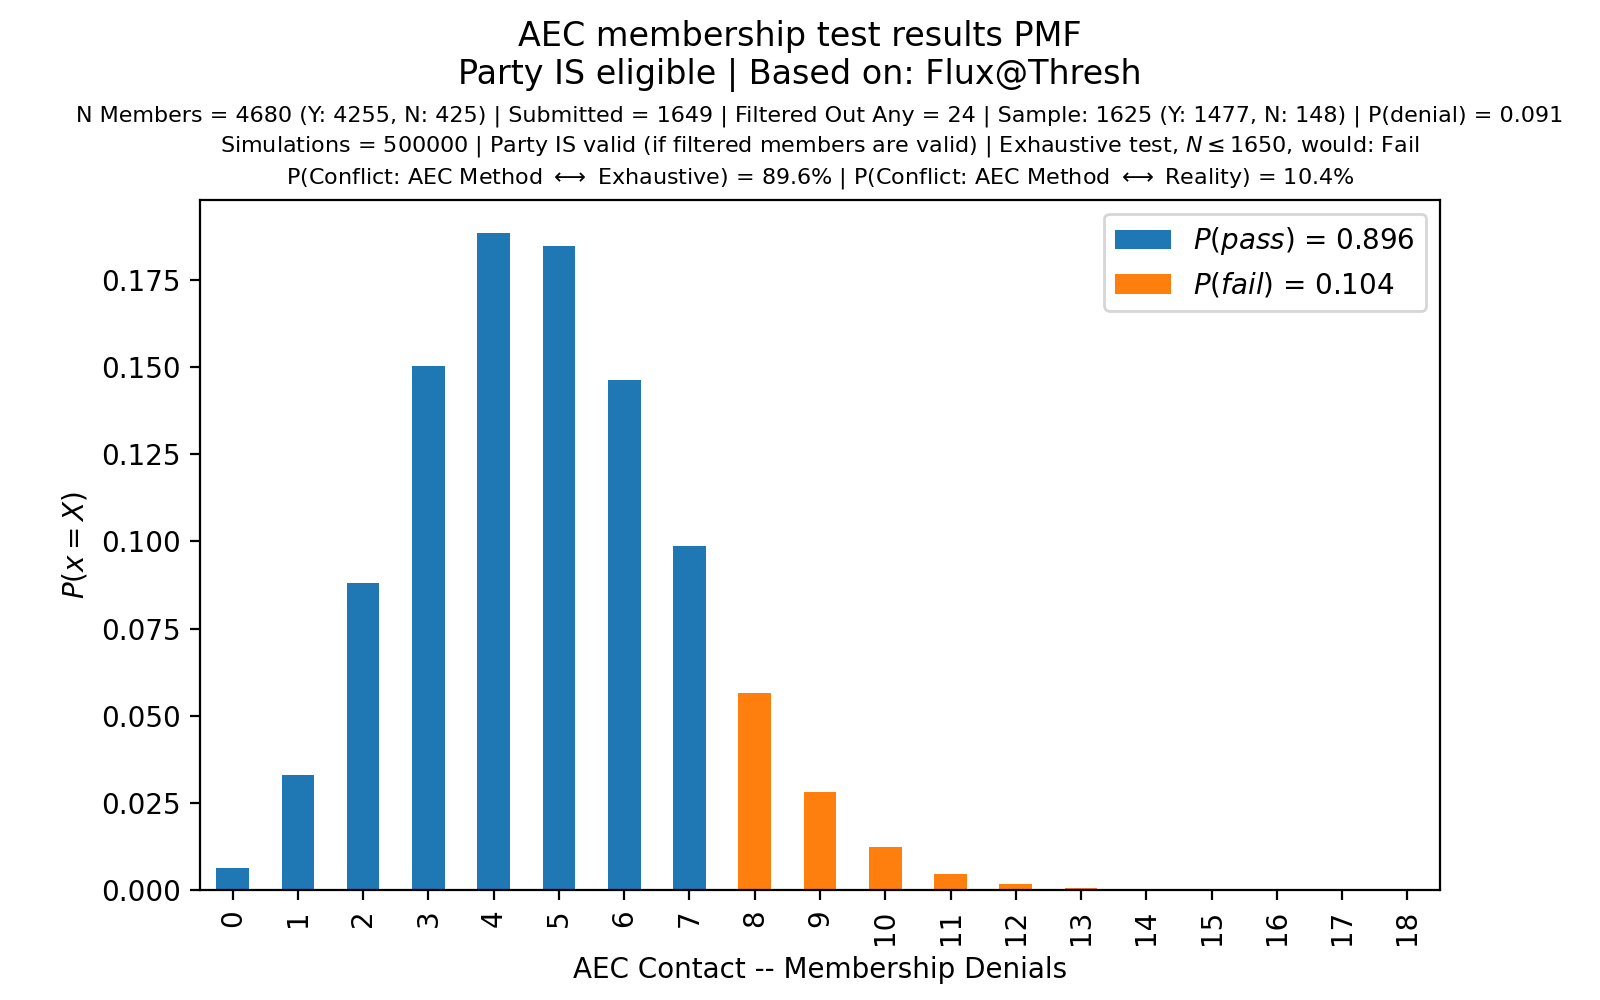 AEC membership test results PMF
Party IS eligible | Based on: Flux@Thresh
N Members = 4680 (Y: 4255, N: 425) | Submitted = 1649 | Filtered Out Any = 24 | Sample: 1625 (Y: 1477, N: 148) | P(denial) = 0.091
Simulations = 500000 | Party IS valid (if filtered members are valid) | Exhaustive test, N ≤ 1650, would: Fail
P(Conflict: AEC Method ⟷ Exhaustive) = 89.6% | P(Conflict: AEC Method ⟷ Reality) = 10.4%
P(pass) = 0.896
P(fail) = 0.104
0.175
0.150
0.125
0.100
0.075
0.050
0.025
0.000
P(x = X)
0 1 2 3 4 5 6 7 8 9 10 11 12 13 14 15 16 17 18
AEC Contact -- Membership Denials